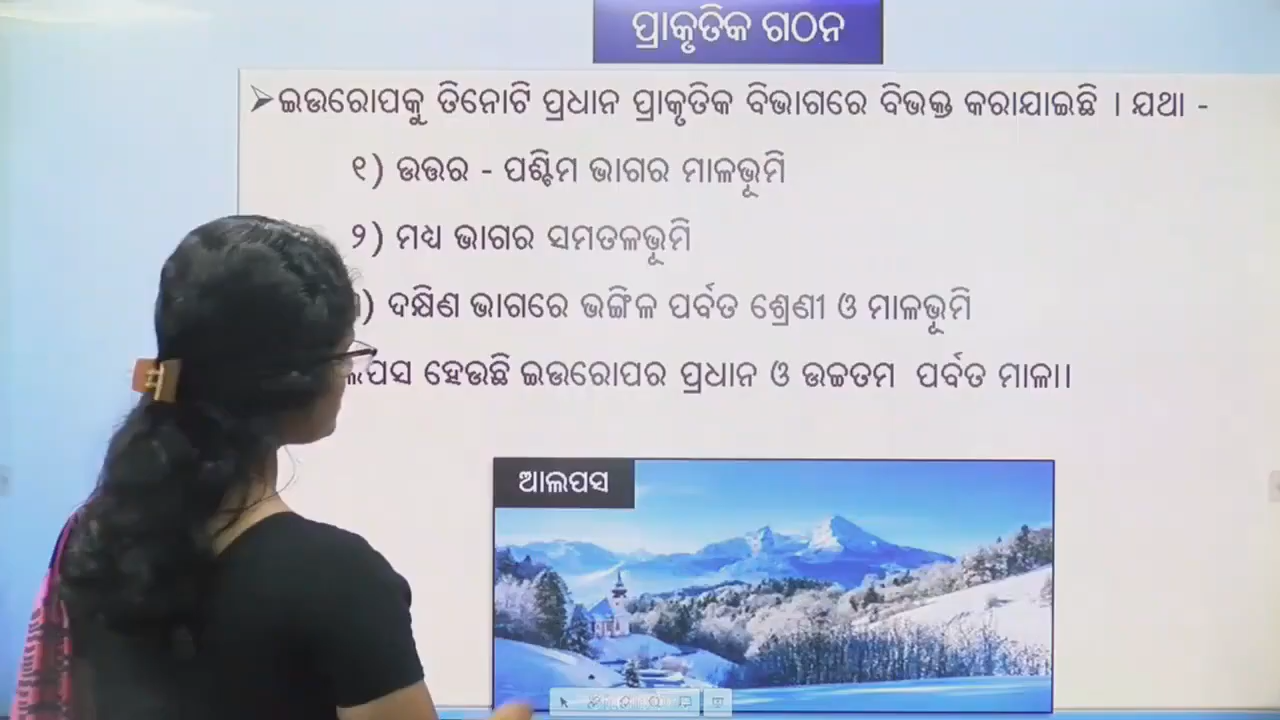 ପ୍ରାକୃତିକ ଗଠନ
➢ଇଉରୋପକୁ ତିନୋଟି ପ୍ରଧାନ ପ୍ରାକୃତିକ ବିଭାଗରେ ବିଭକ୍ତ କରାଯାଇଛି । ଯଥା -
୧) ଉତ୍ତର - ପଶ୍ଚିମ ଭାଗର ମାଳଭୂମି
୨) ମଧ୍ୟ ଭାଗର ସମତଳଭୂମି
) ଦକ୍ଷିଣ ଭାଗରେ ଭଙ୍ଗିଳ ପର୍ବତ ଶ୍ରେଣୀ ଓ ମାଳଭୂମି
ହେଉଛି ଇଉରୋପର ପ୍ରଧାନ ଓ ଉଚ୍ଚତମ ପର୍ବତ ମାଳା।।
ଆଲପସ